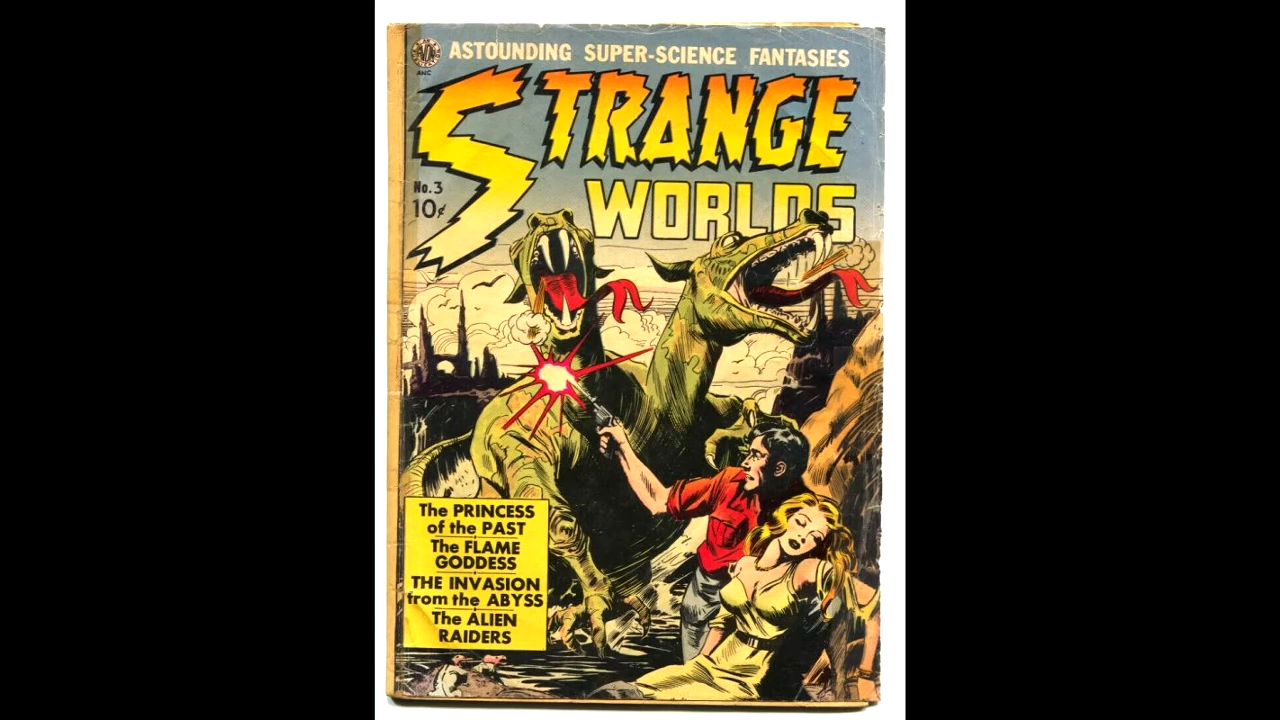 ASTOUNDING SUPER-SCIENCE FANTASIES
ANC
STRANGE
WORLDS
No.3
10¢
The PRINCESS
of the PAST
The FLAME
GODDESS
THE INVASION
from the ABYSS
The ALIEN
RAIDERS